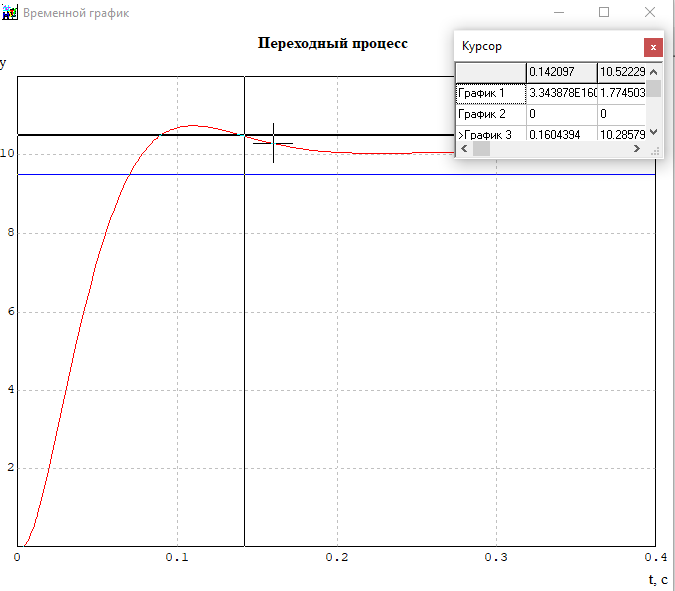 Временной график
Переходный процесс
y
Курсор
x
0.142097 10.52229
График 1 3.343878E160 1.774503
График 2 0 0
>График 3 0.1604394 10.28579
10
8
6
4
2
0 0.1 0.2 0.3 0.4
t, c